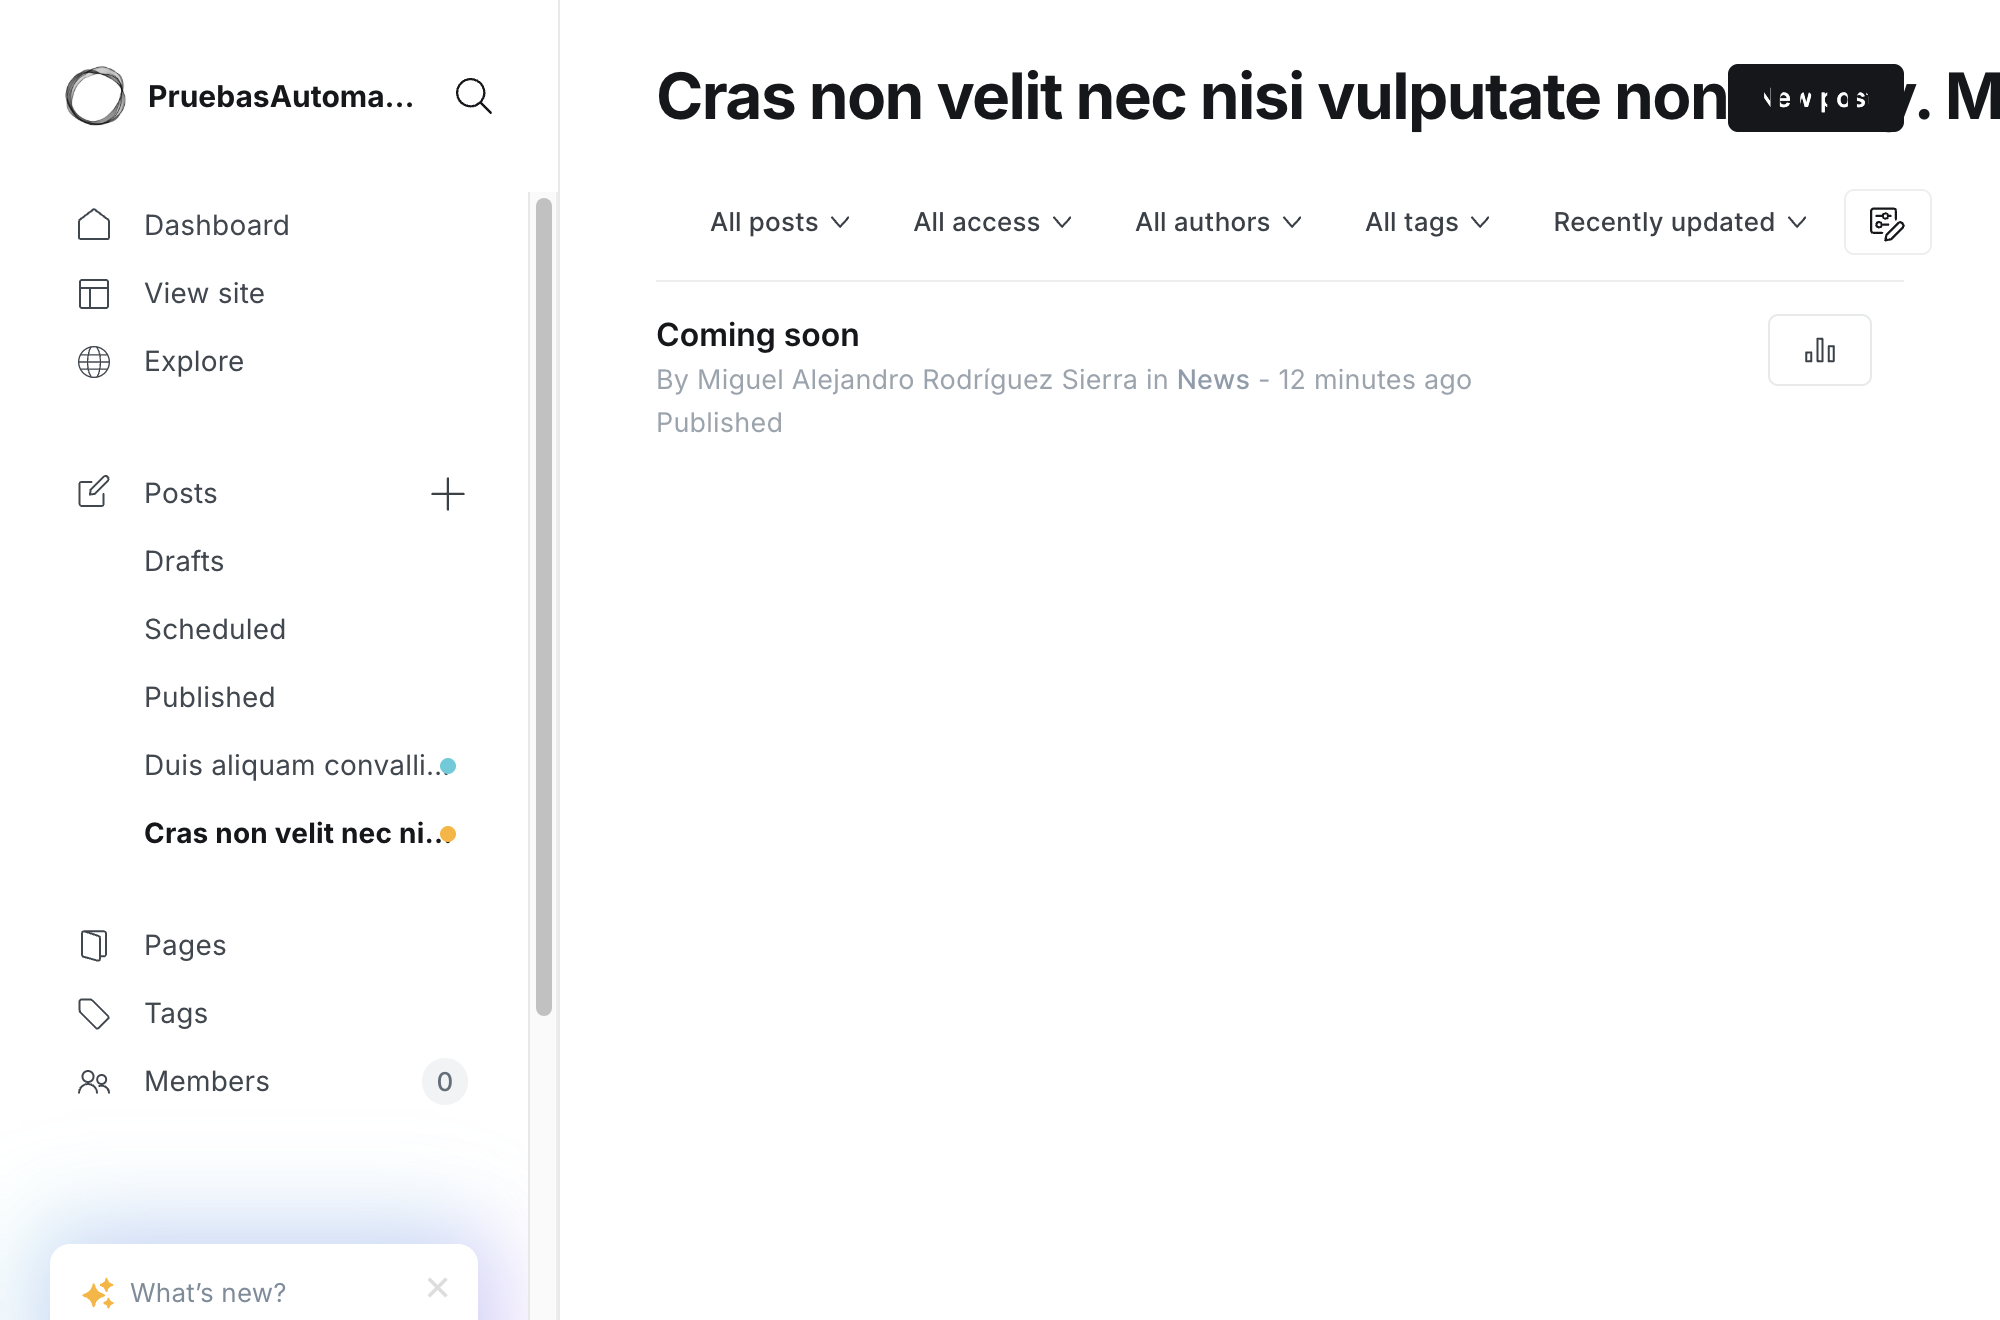 PruebasAutoma...
Dashboard
View site
Explore
Posts
Drafts
Scheduled
Published
Duis aliquam convalli...
Cras non velit nec ni...
Pages
Tags
Members 0
What's new?
Cras non velit nec nisi vulputate non
New post
All posts All access All authors All tags Recently updated
Coming soon
By Miguel Alejandro Rodríguez Sierra in News - 12 minutes ago
Published